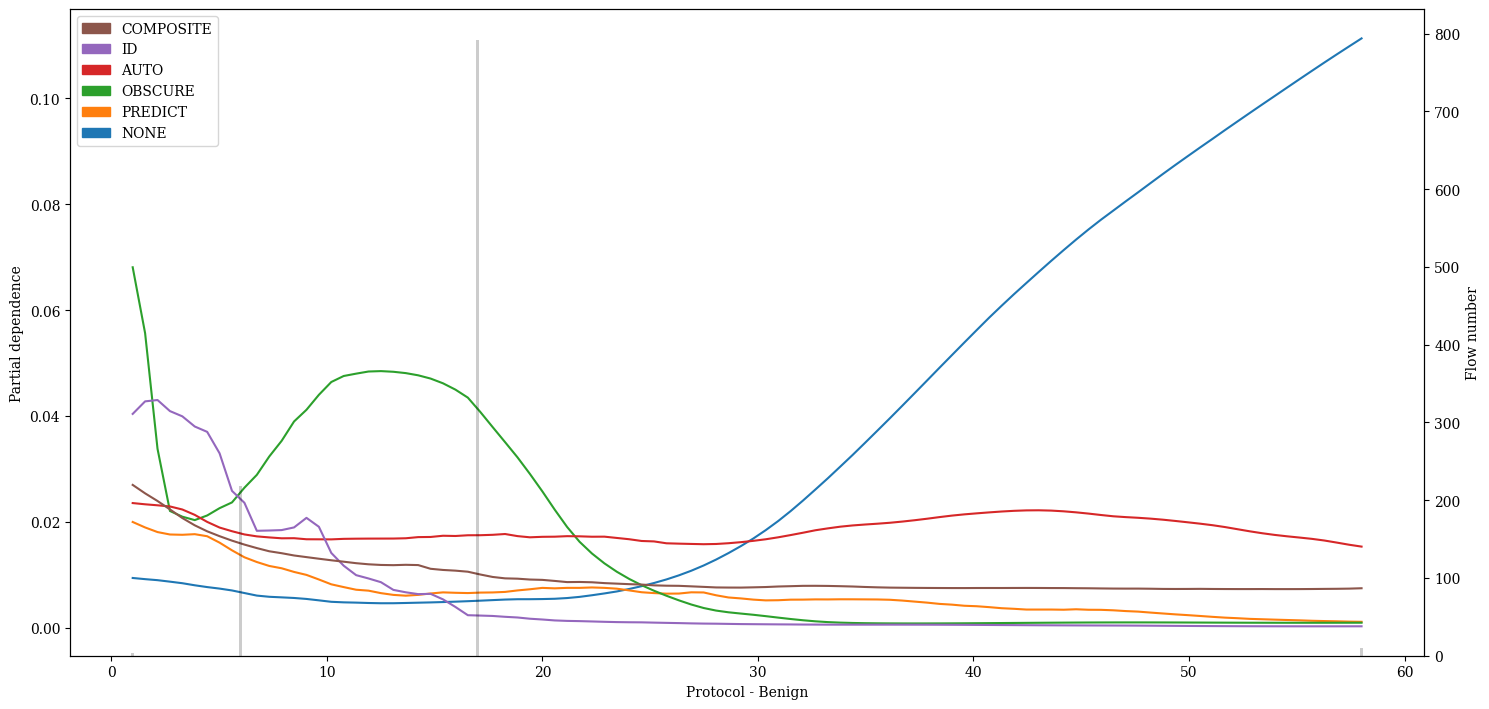 COMPOSITE
ID
AUTO
OBSCURE
PREDICT
NONE
Partial dependence
0.10
0.08
0.06
0.04
0.02
0.00
800
700
600
500
400
300
200
100
0
Flow number
0 10 20 30 40 50 60
Protocol - Benign